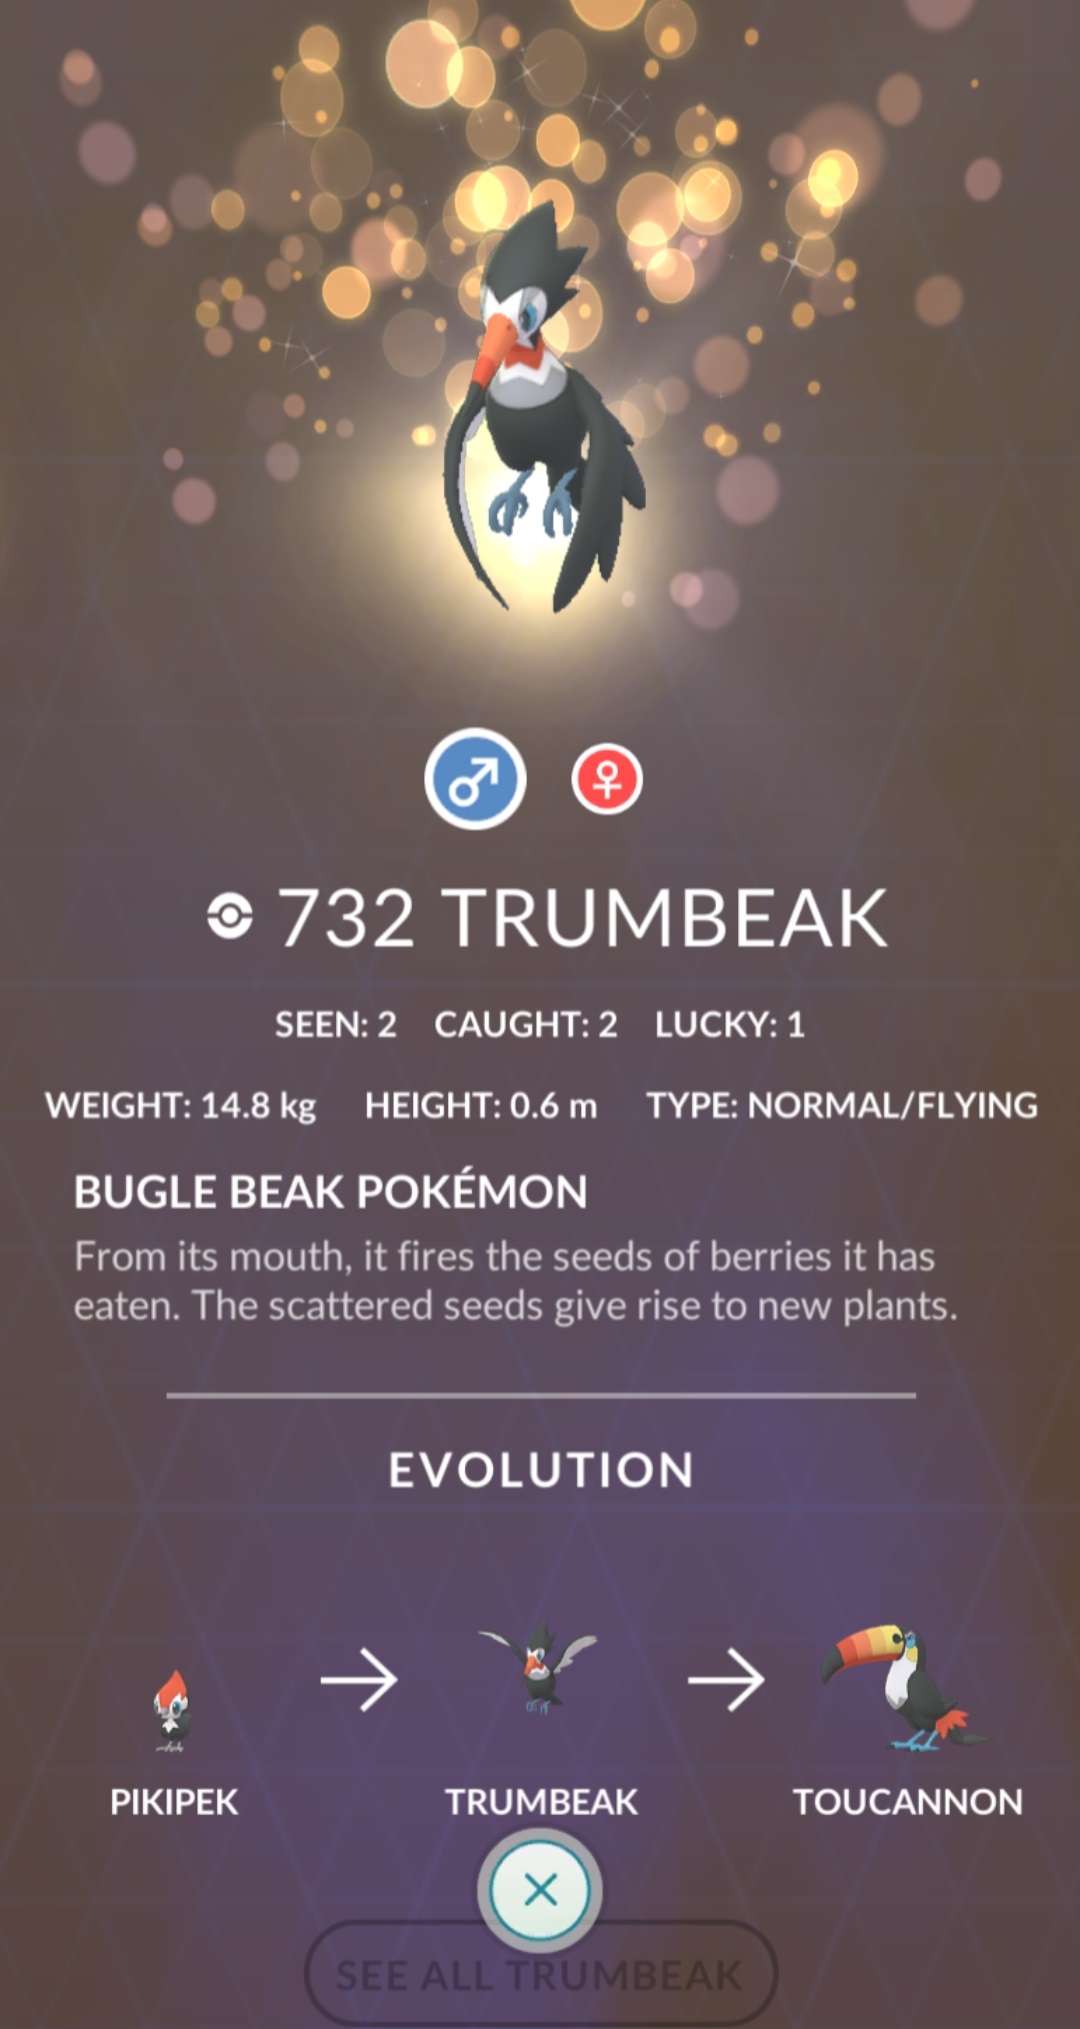 732 TRUMBEAK
SEEN: 2 CAUGHT: 2 LUCKY: 1
WEIGHT: 14.8 kg HEIGHT: 0.6 m TYPE: NORMAL/FLYING
BUGLE BEAK POKÉMON
From its mouth, it fires the seeds of berries it has
eaten. The scattered seeds give rise to new plants.
EVOLUTION
PIKIPEK TRUMBEAK TOUCANNON
SEE ALL TRUMBEAK